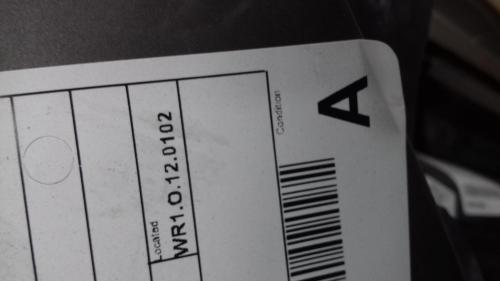 Located
WR1.O.12.0102
Condition
A